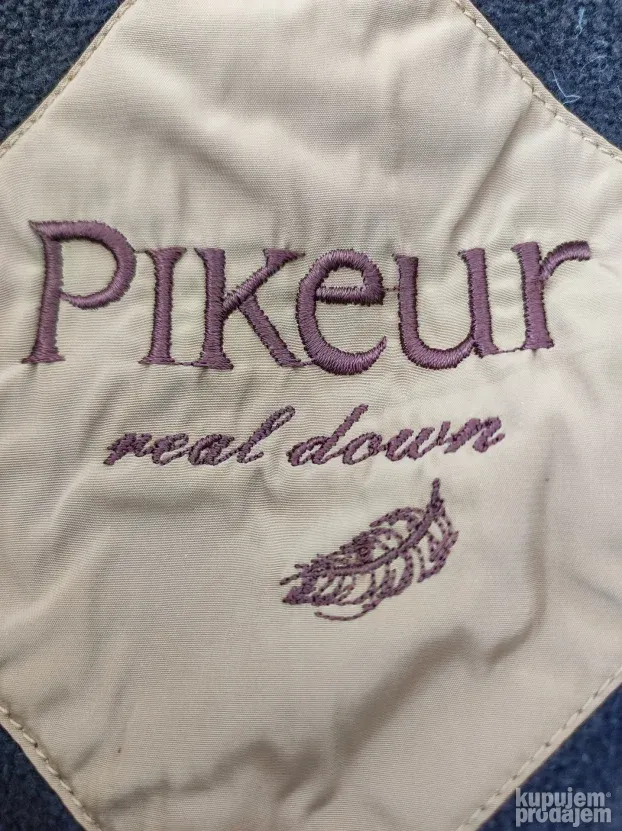 Pikeur
real down
kupujem
prodajem